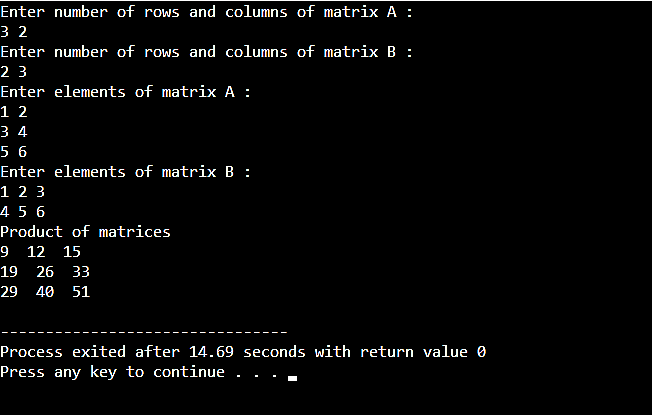 Enter number of rows and columns of matrix A :
3 2
Enter number of rows and columns of matrix B :
2 3
Enter elements of matrix A :
1 2
3 4
5 6
Enter elements of matrix B :
1 2 3
4 5 6
Product of matrices
9  12  15
19  26  33
29  40  51
--------------------------------
Process exited after 14.69 seconds with return value 0
Press any key to continue . . .